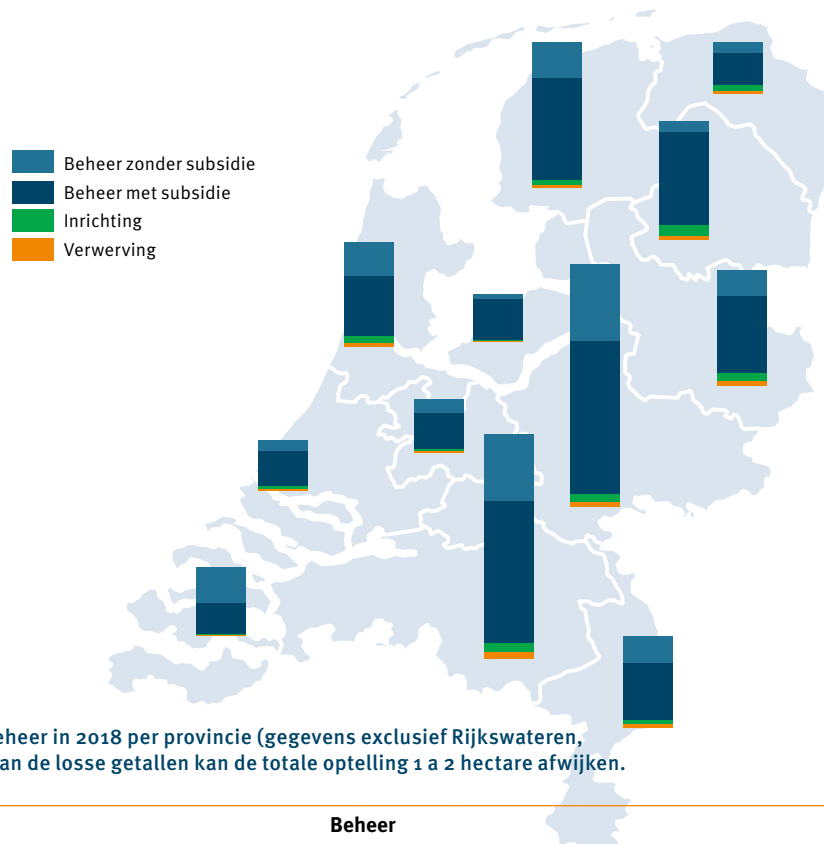 Beheer zonder subsidie
Beheer met subsidie
Inrichting
Verwerving
eheer in 2018 per provincie (gegevens exclusief Rijkswateren,
an de losse getallen kan de totale optelling 1 a 2 hectare afwijken.
Beheer